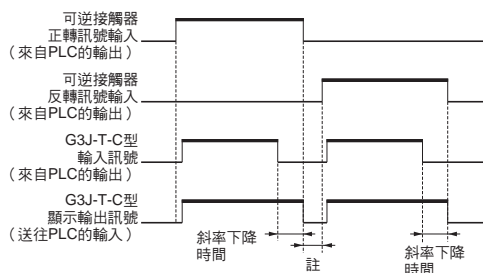 可逆接觸器
正轉訊號輸入
（來自PLC的輸出）
可逆接觸器
反轉訊號輸入
（來自PLC的輸出）
G3J-T-C型
輸入訊號
（來自PLC的輸出）
G3J-T-C型
顯示輸出訊號
（送往PLC的輸入）
斜率下降
時間
註
斜率下降
時間